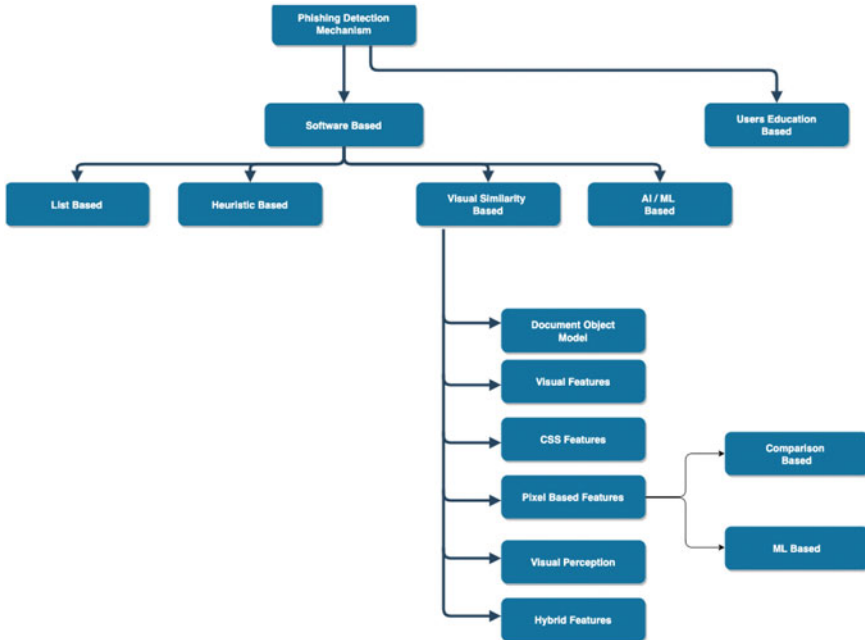 Phishing Detection
Mechanism
Software Based
Users Education
Based
List Based
Heuristic Based
Visual Similarity
Based
AI / ML
Based
Document Object
Model
Visual Features
CSS Features
Pixel Based Features
Comparison
Based
ML Based
Visual Perception
Hybrid Features